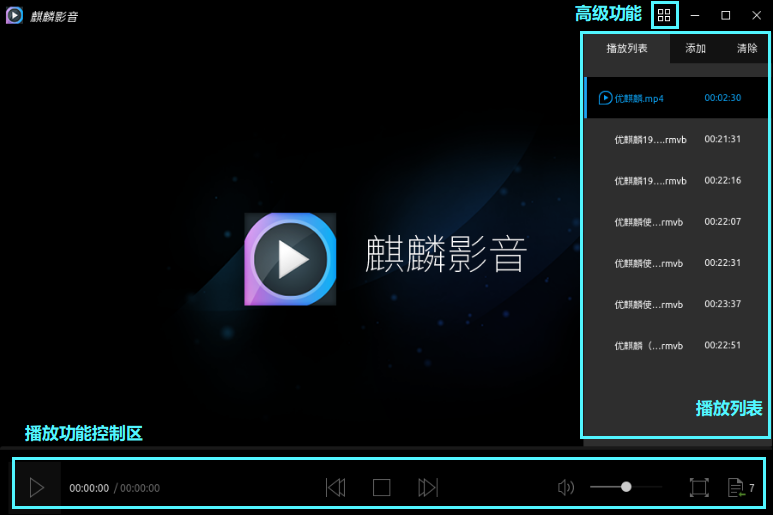 麒麟影音
高级功能
播放列表 添加 清除
优麒麟.mp4 00:02:30
优麒麟19....rmvb 00:21:31
优麒麟19....rmvb 00:22:16
优麒麟使...rmvb 00:22:07
优麒麟使...rmvb 00:22:31
优麒麟使...rmvb 00:23:37
优麒麟（...rmvb 00:22:51
麒麟影音
播放列表
播放功能控制区
00:00:00 / 00:00:00
7